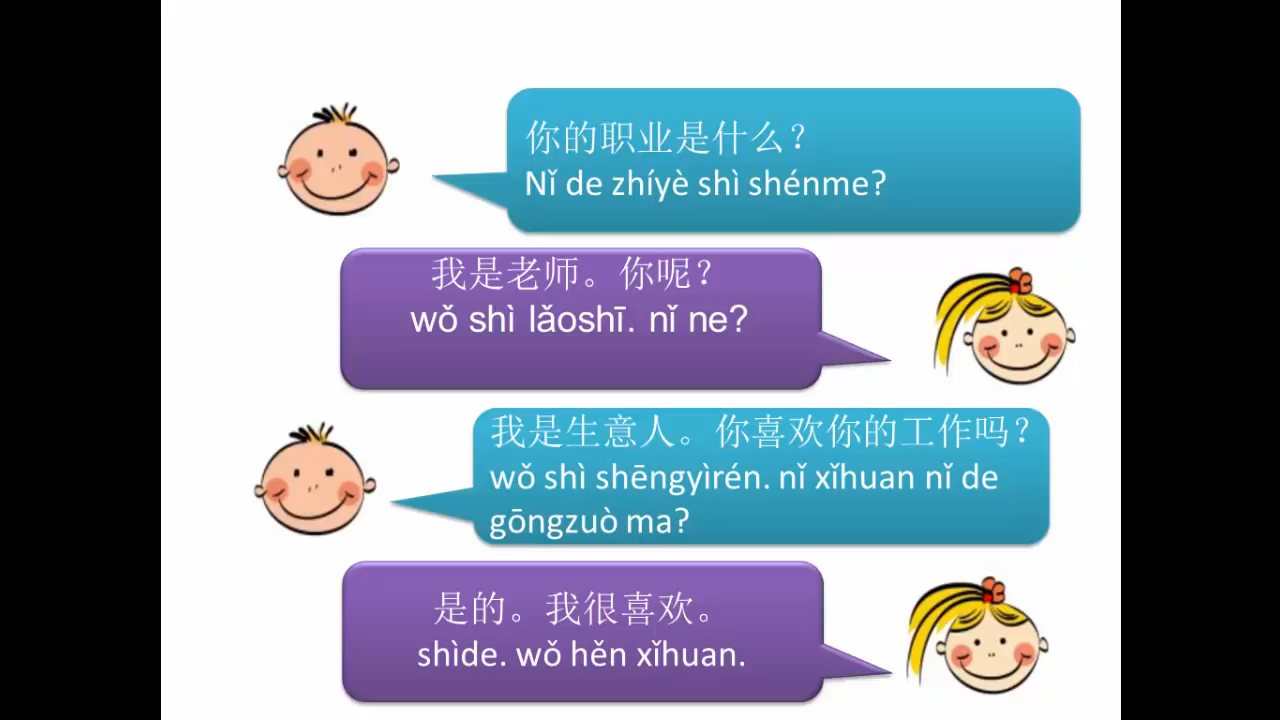 你的职业是什么？
Nǐ de zhíyè shì shénme?
我是老师。你呢？
wǒ shì lǎoshī. nǐ ne?
我是生意人。你喜欢你的工作吗？
wǒ shì shēngyìrén. nǐ xǐhuan nǐ de
gōngzuò ma?
是的。我很喜欢。
shìde. wǒ hěn xǐhuan.